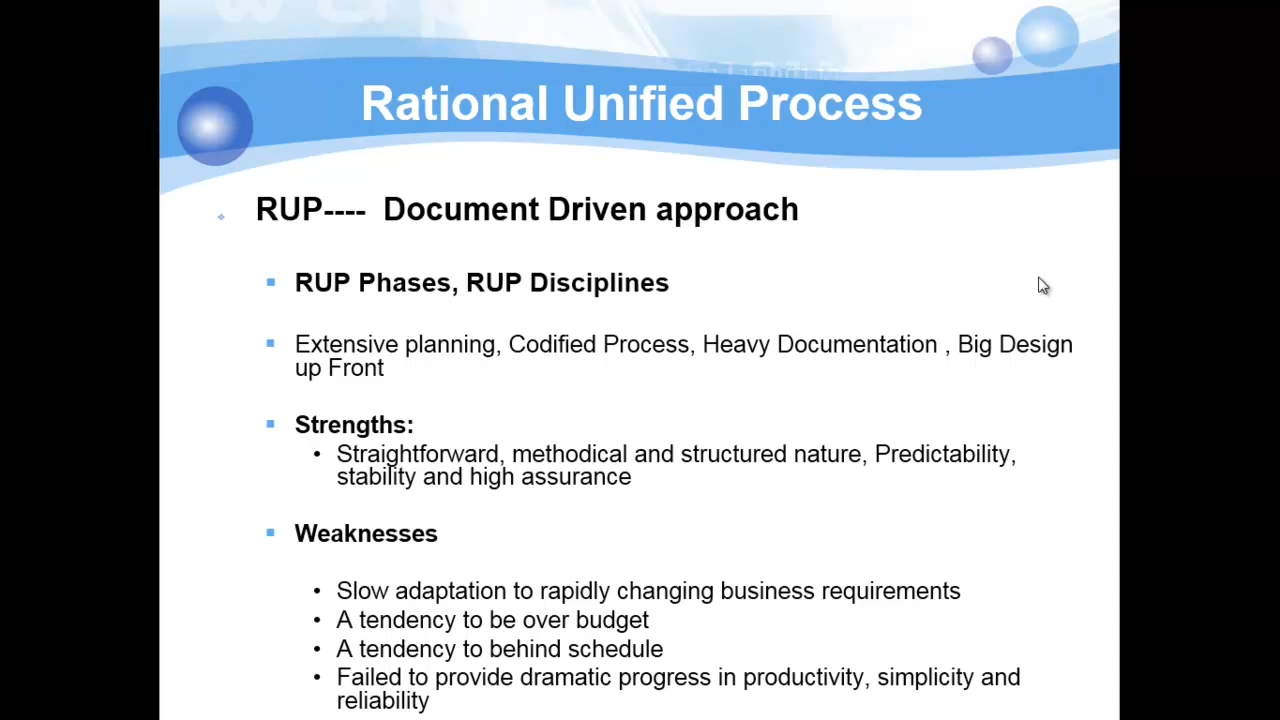 Rational Unified Process
RUP---- Document Driven approach
RUP Phases, RUP Disciplines
Extensive planning, Codified Process, Heavy Documentation , Big Design
up Front
Strengths:
Straightforward, methodical and structured nature, Predictability,
stability and high assurance
Weaknesses
Slow adaptation to rapidly changing business requirements
A tendency to be over budget
A tendency to behind schedule
Failed to provide dramatic progress in productivity, simplicity and
reliability